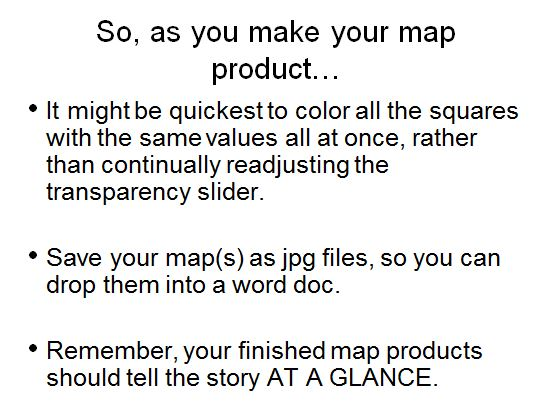 So, as you make your map
product…
• It might be quickest to color all the squares
with the same values all at once, rather
than continually readjusting the
transparency slider.
• Save your map(s) as jpg files, so you can
drop them into a word doc.
• Remember, your finished map products
should tell the story AT A GLANCE.